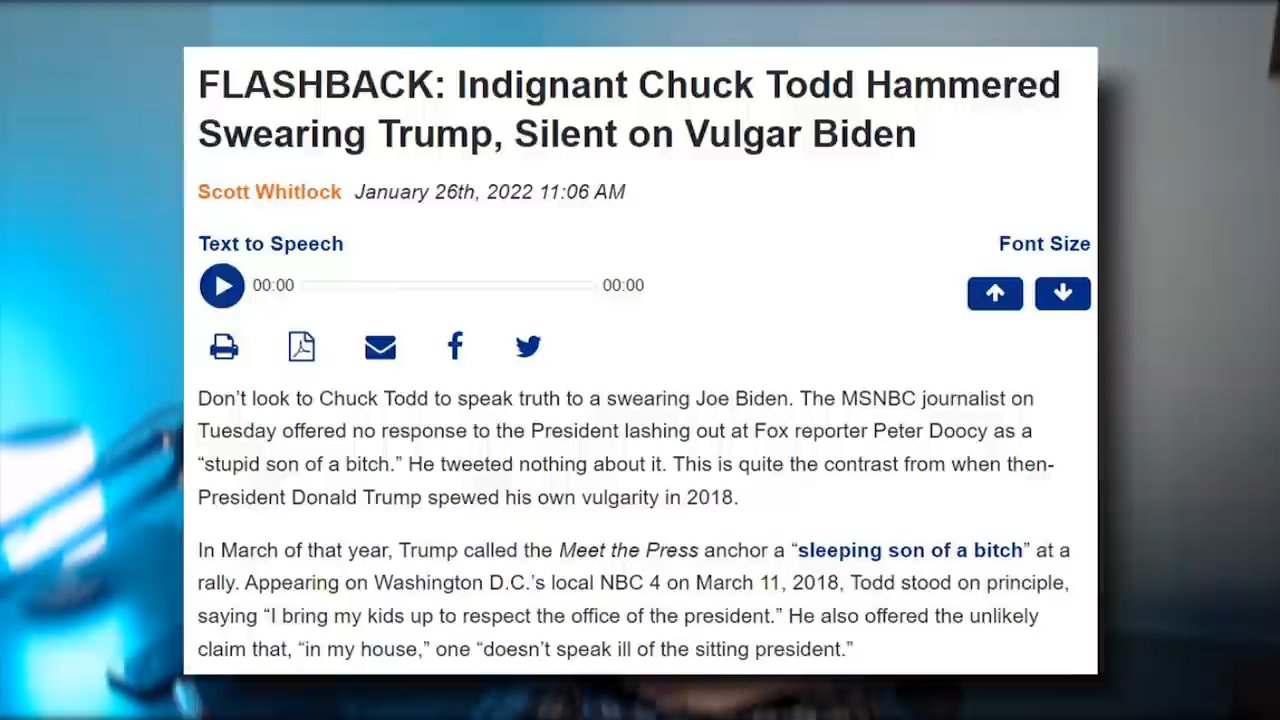 FLASHBACK: Indignant Chuck Todd Hammered
Swearing Trump, Silent on Vulgar Biden
Scott Whitlock January 26th, 2022 11:06 AM
Text to Speech
Font Size
00:00
00:00
Don’t look to Chuck Todd to speak truth to a swearing Joe Biden. The MSNBC journalist on
Tuesday offered no response to the President lashing out at Fox reporter Peter Doocy as a
“stupid son of a bitch.” He tweeted nothing about it. This is quite the contrast from when then-
President Donald Trump spewed his own vulgarity in 2018.
In March of that year, Trump called the Meet the Press anchor a “sleeping son of a bitch” at a
rally. Appearing on Washington D.C.’s local NBC 4 on March 11, 2018, Todd stood on principle,
saying “I bring my kids up to respect the office of the president.” He also offered the unlikely
claim that, “in my house,” one “doesn’t speak ill of the sitting president.”